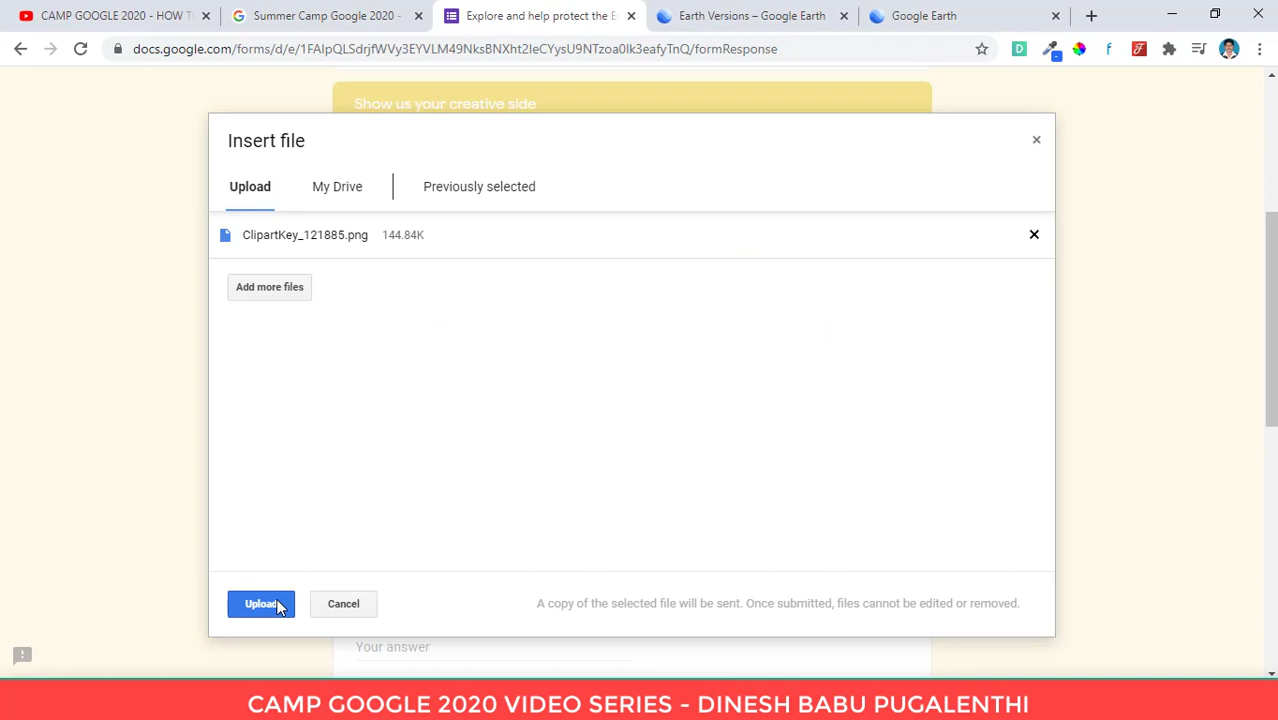 CAMP GOOGLE 2020 - HOW TO
Summer Camp Google 2020 -
Explore and help protect the E
Earth Versions – Google Earth
Google Earth
docs.google.com/forms/d/e/
/formResponse
Show us your creative side
Insert file
Upload
My Drive
Previously selected
ClipartKey_121885.png
144.84K
Add more files
Upload
Cancel
A copy of the selected file will be sent. Once submitted, files cannot be edited or removed.
Your answer
CAMP GOOGLE 2020 VIDEO SERIES - DINESH BABU PUGALENTHI